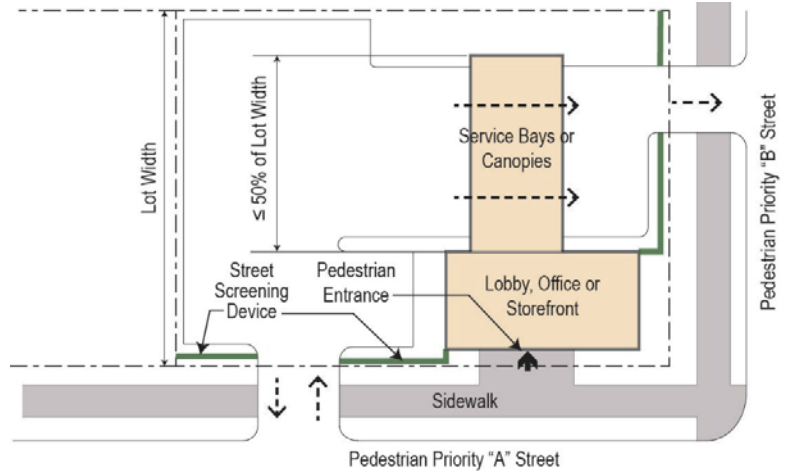 Lot Width
≤ 50% of Lot Width
Service Bays or
Canopies
Pedestrian Priority "B" Street
Street
Screening
Device
Pedestrian
Entrance
Lobby, Office or
Storefront
Sidewalk
Pedestrian Priority "A" Street